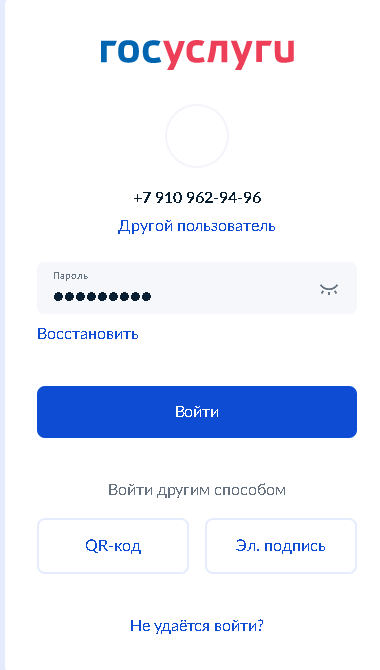 госуслуги
+7 910 962-94-96
Другой пользователь
Пароль
●●●●●●●●●
Восстановить
Войти
Войти другим способом
QR-код
Эл. подпись
Не удаётся войти?